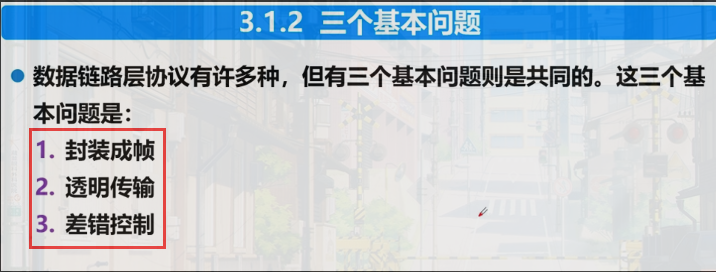 3.1.2 三个基本问题
数据链路层协议有许多种，但有三个基本问题则是共同的。这三个基
本问题是：
1. 封装成帧
2. 透明传输
3. 差错控制